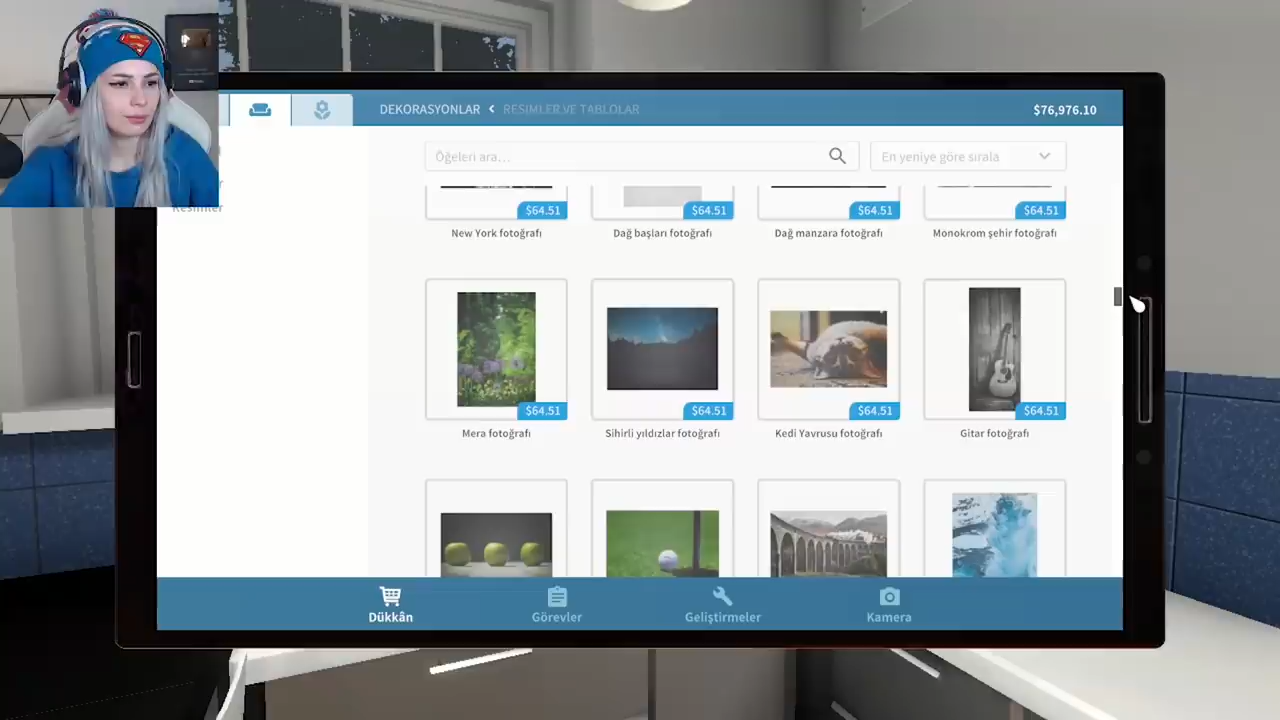 DEKORASYONLAR < RESİMLER VE TABLOLAR
$76,976.10
Öğeleri ara...
En yeniye göre sırala
Resimler
$64.51
$64.51
$64.51
$64.51
New York fotoğrafı
Dağ başları fotoğrafı
Dağ manzara fotoğrafı
Monokrom şehir fotoğrafı
$64.51
$64.51
$64.51
$64.51
Mera fotoğrafı
Sihirli yıldızlar fotoğrafı
Kedi Yavrusu fotoğrafı
Gitar fotoğrafı
Dükkân
Görevler
Geliştirmeler
Kamera